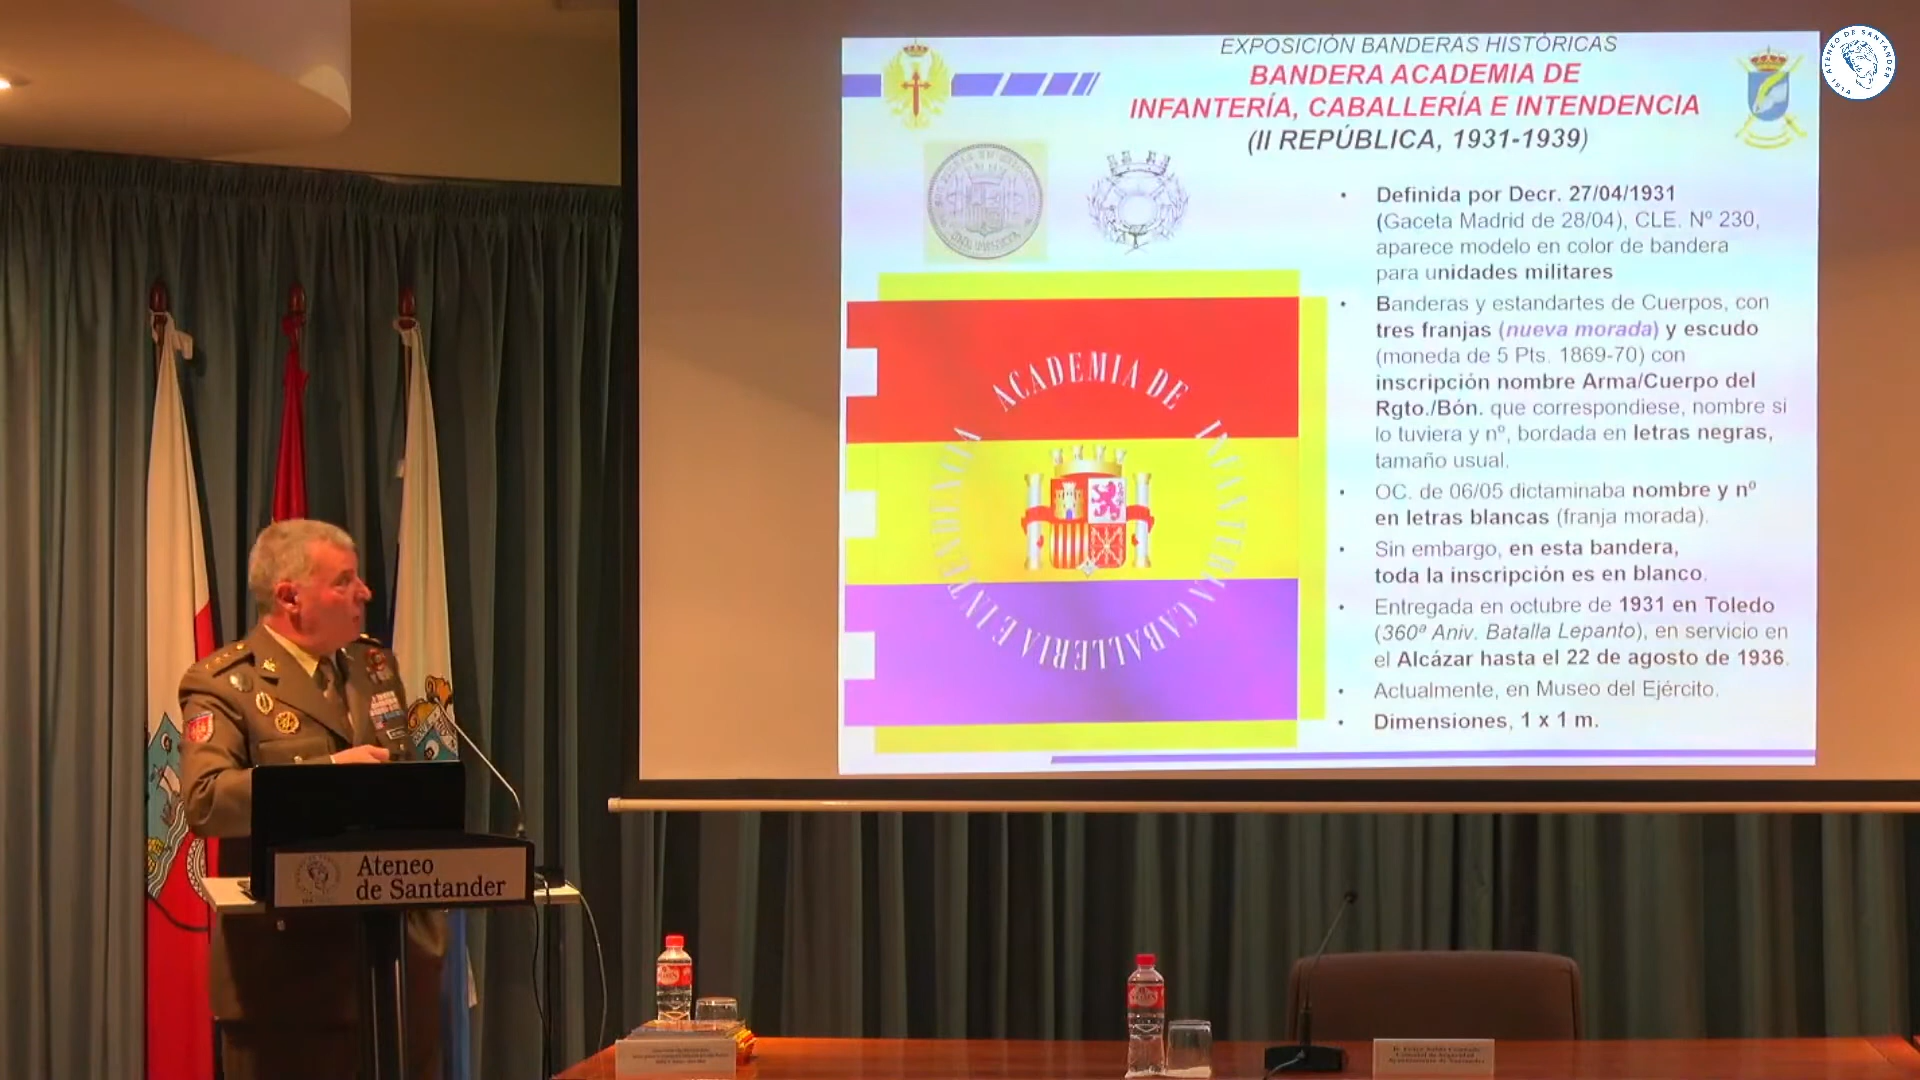 EXPOSICIÓN BANDERAS HISTÓRICAS
BANDERA ACADEMIA DE
INFANTERÍA, CABALLERÍA E INTENDENCIA
(II REPÚBLICA, 1931-1939)
• Definida por Decr. 27/04/1931
(Gaceta Madrid de 28/04), CLE. Nº 230,
aparece modelo en color de bandera
para unidades militares
• Banderas y estandartes de Cuerpos, con
tres franjas (nueva morada) y escudo
(moneda de 5 Pts. 1869-70) con
inscripción nombre Arma/Cuerpo del
Rgto./Bón. que correspondiese, nombre si
lo tuviera y nº, bordada en letras negras,
tamaño usual.
• OC. de 06/05 dictaminaba nombre y nº
en letras blancas (franja morada).
• Sin embargo, en esta bandera,
toda la inscripción es en blanco.
• Entregada en octubre de 1931 en Toledo
(360ª Aniv. Batalla Lepanto), en servicio en
el Alcázar hasta el 22 de agosto de 1936.
• Actualmente, en Museo del Ejército.
• Dimensiones, 1 x 1 m.
ACADEMIA DE INFANTERIA CABALLERIA E INTENDENCIA
ATENEO DE SANTANDER
1914
Ateneo
de Santander